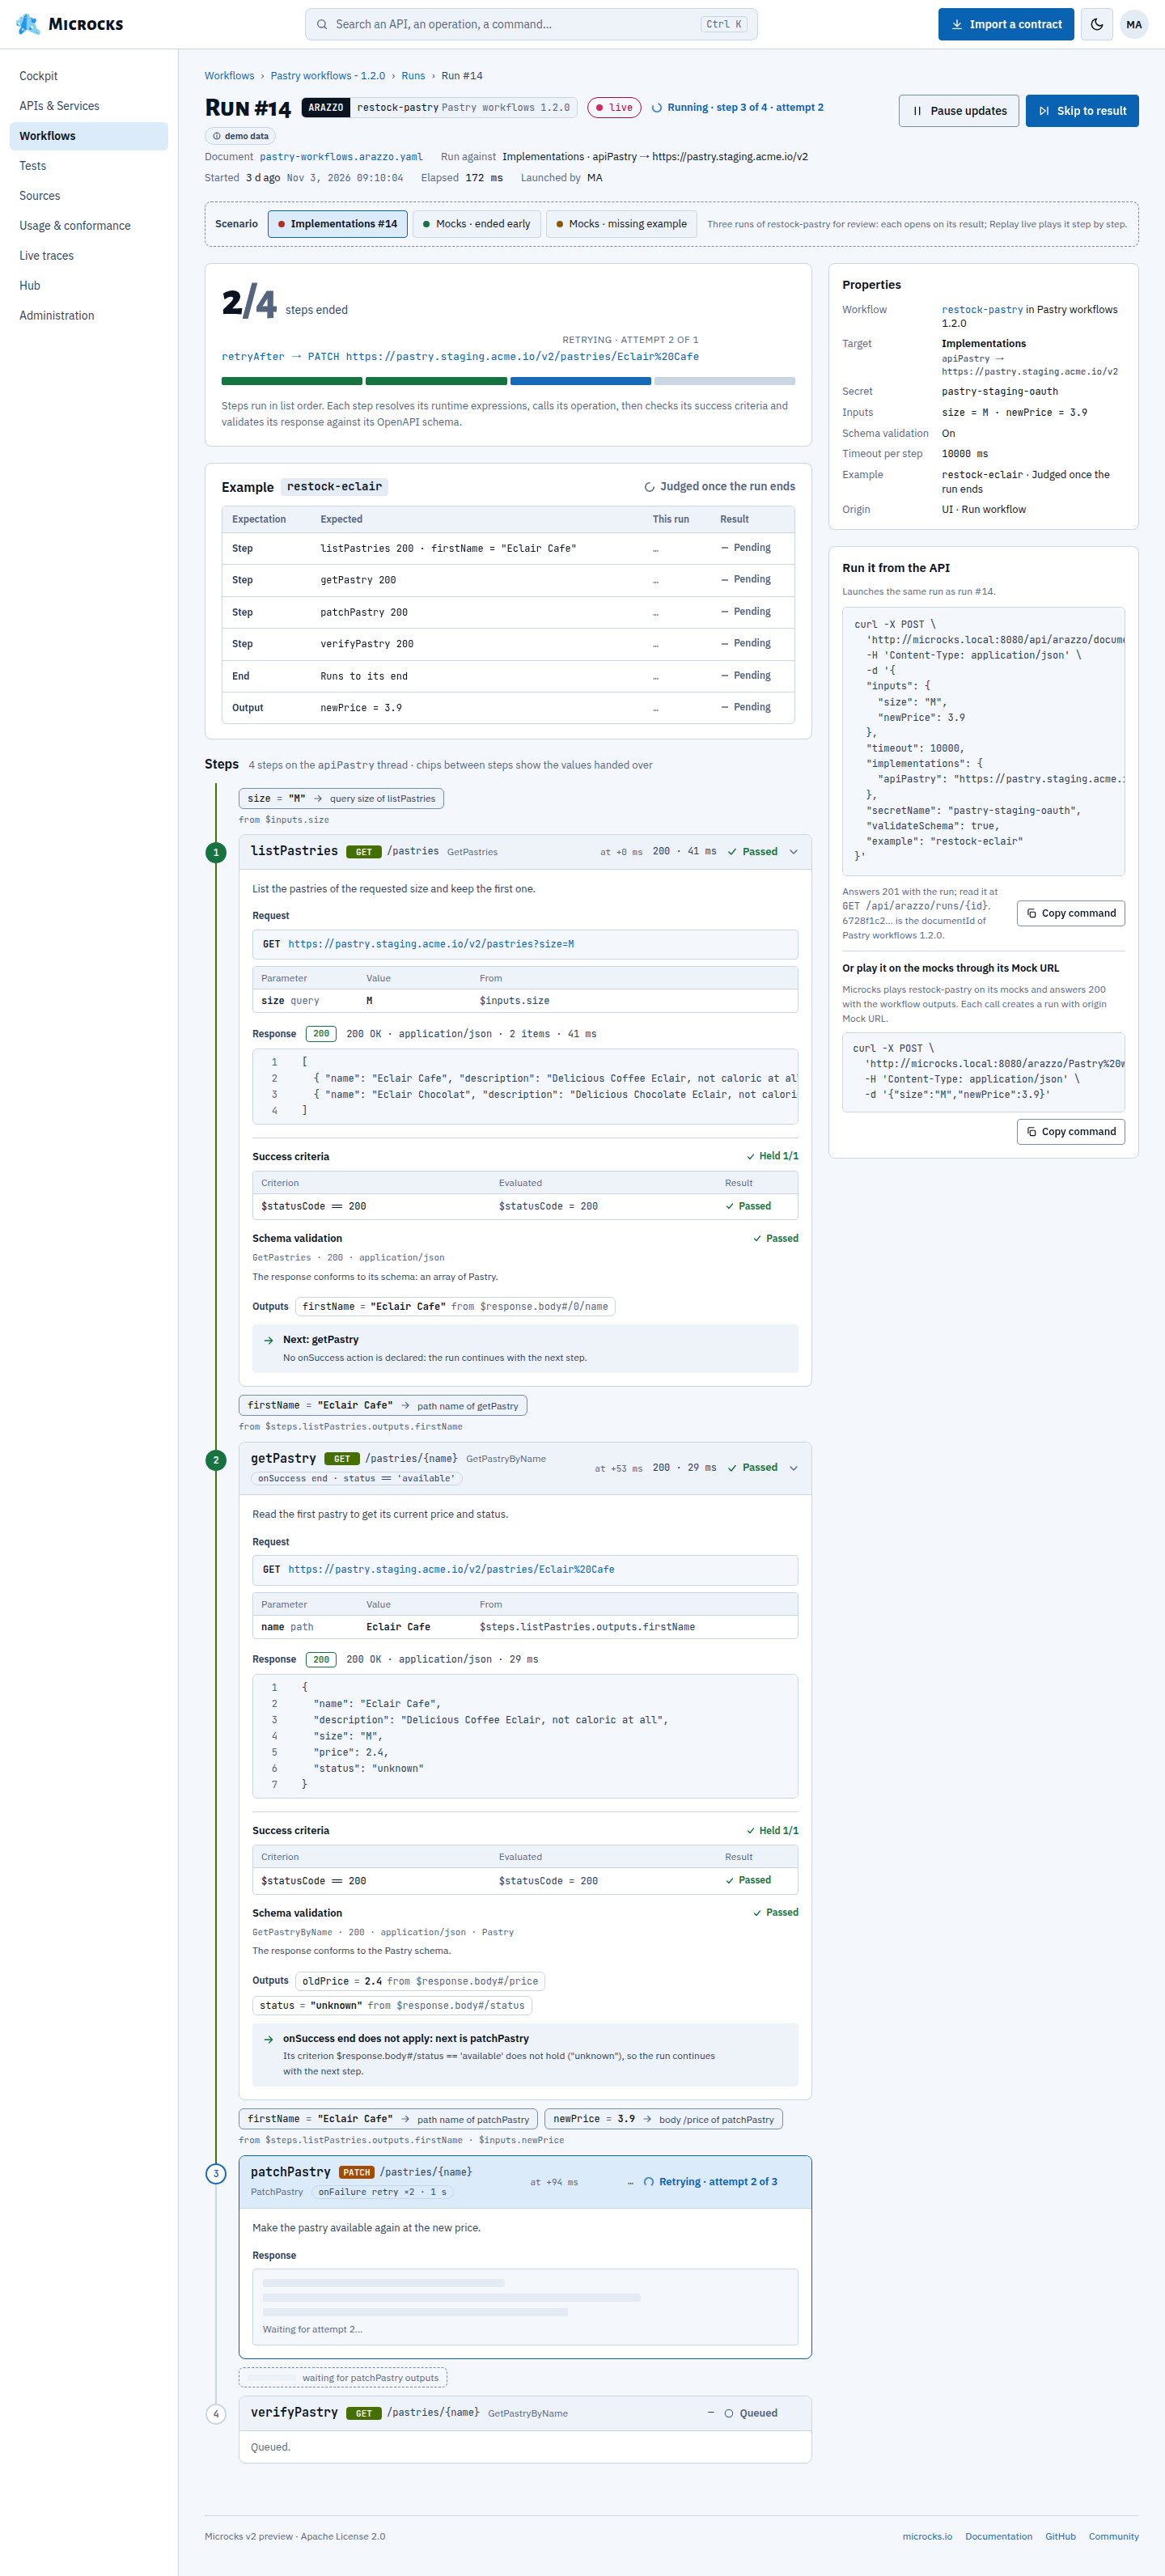 Microcks
Search an API, an operation, a command...
Ctrl K
Import a contract
MA
Cockpit
APIs & Services
Workflows
Tests
Sources
Usage & conformance
Live traces
Hub
Administration
Workflows › Pastry workflows - 1.2.0 › Runs › Run #14
Run #14 ARAZZO restock-pastry Pastry workflows 1.2.0 live Running · step 3 of 4 · attempt 2
demo data
Pause updates
Skip to result
Document pastry-workflows.arazzo.yaml Run against Implementations · apiPastry → https://pastry.staging.acme.io/v2
Started 3 d ago Nov 3, 2026 09:10:04 Elapsed 172 ms Launched by MA
Scenario Implementations #14 Mocks · ended early Mocks · missing example Three runs of restock-pastry for review: each opens on its result; Replay live plays it step by step.
2/4 steps ended
RETRYING · ATTEMPT 2 OF 1
retryAfter → PATCH https://pastry.staging.acme.io/v2/pastries/Eclair%20Cafe
Steps run in list order. Each step resolves its runtime expressions, calls its operation, then checks its success criteria and
validates its response against its OpenAPI schema.
Example restock-eclair Judged once the run ends
Expectation Expected This run Result
Step listPastries 200 · firstName = "Eclair Cafe" … — Pending
Step getPastry 200 … — Pending
Step patchPastry 200 … — Pending
Step verifyPastry 200 … — Pending
End Runs to its end … — Pending
Output newPrice = 3.9 … — Pending
Steps 4 steps on the apiPastry thread · chips between steps show the values handed over
size = "M" → query size of listPastries
from $inputs.size
1 listPastries GET /pastries GetPastries at +0 ms 200 · 41 ms Passed
List the pastries of the requested size and keep the first one.
Request
GET https://pastry.staging.acme.io/v2/pastries?size=M
Parameter Value From
size query M $inputs.size
Response 200 200 OK · application/json · 2 items · 41 ms
1 [
2 { "name": "Eclair Cafe", "description": "Delicious Coffee Eclair, not caloric at al
3 { "name": "Eclair Chocolat", "description": "Delicious Chocolate Eclair, not calori
4 ]
Success criteria Held 1/1
Criterion Evaluated Result
$statusCode == 200 $statusCode = 200 Passed
Schema validation Passed
GetPastries · 200 · application/json
The response conforms to its schema: an array of Pastry.
Outputs firstName = "Eclair Cafe" from $response.body#/0/name
→ Next: getPastry
No onSuccess action is declared: the run continues with the next step.
firstName = "Eclair Cafe" → path name of getPastry
from $steps.listPastries.outputs.firstName
2 getPastry GET /pastries/{name} GetPastryByName at +53 ms 200 · 29 ms Passed
onSuccess end · status == 'available'
Read the first pastry to get its current price and status.
Request
GET https://pastry.staging.acme.io/v2/pastries/Eclair%20Cafe
Parameter Value From
name path Eclair Cafe $steps.listPastries.outputs.firstName
Response 200 200 OK · application/json · 29 ms
1 {
2 "name": "Eclair Cafe",
3 "description": "Delicious Coffee Eclair, not caloric at all",
4 "size": "M",
5 "price": 2.4,
6 "status": "unknown"
7 }
Success criteria Held 1/1
Criterion Evaluated Result
$statusCode == 200 $statusCode = 200 Passed
Schema validation Passed
GetPastryByName · 200 · application/json · Pastry
The response conforms to the Pastry schema.
Outputs oldPrice = 2.4 from $response.body#/price
status = "unknown" from $response.body#/status
→ onSuccess end does not apply: next is patchPastry
Its criterion $response.body#/status == 'available' does not hold ("unknown"), so the run continues
with the next step.
firstName = "Eclair Cafe" → path name of patchPastry newPrice = 3.9 → body /price of patchPastry
from $steps.listPastries.outputs.firstName · $inputs.newPrice
3 patchPastry PATCH /pastries/{name} at +94 ms … Retrying · attempt 2 of 3
PatchPastry onFailure retry ×2 · 1 s
Make the pastry available again at the new price.
Response
Waiting for attempt 2…
waiting for patchPastry outputs
4 verifyPastry GET /pastries/{name} GetPastryByName — Queued
Queued.
Properties
Workflow restock-pastry in Pastry workflows
1.2.0
Target Implementations
apiPastry →
https://pastry.staging.acme.io/v2
Secret pastry-staging-oauth
Inputs size = M · newPrice = 3.9
Schema validation On
Timeout per step 10000 ms
Example restock-eclair · Judged once the
run ends
Origin UI · Run workflow
Run it from the API
Launches the same run as run #14.
curl -X POST \
'http://microcks.local:8080/api/arazzo/docume
-H 'Content-Type: application/json' \
-d '{
"inputs": {
"size": "M",
"newPrice": 3.9
},
"timeout": 10000,
"implementations": {
"apiPastry": "https://pastry.staging.acme.i
},
"secretName": "pastry-staging-oauth",
"validateSchema": true,
"example": "restock-eclair"
}'
Answers 201 with the run; read it at
GET /api/arazzo/runs/{id}.
6728f1c2… is the documentId of
Pastry workflows 1.2.0.
Copy command
Or play it on the mocks through its Mock URL
Microcks plays restock-pastry on its mocks and answers 200
with the workflow outputs. Each call creates a run with origin
Mock URL.
curl -X POST \
'http://microcks.local:8080/arazzo/Pastry%20w
-H 'Content-Type: application/json' \
-d '{"size":"M","newPrice":3.9}'
Copy command
Microcks v2 preview · Apache License 2.0
microcks.io Documentation GitHub Community